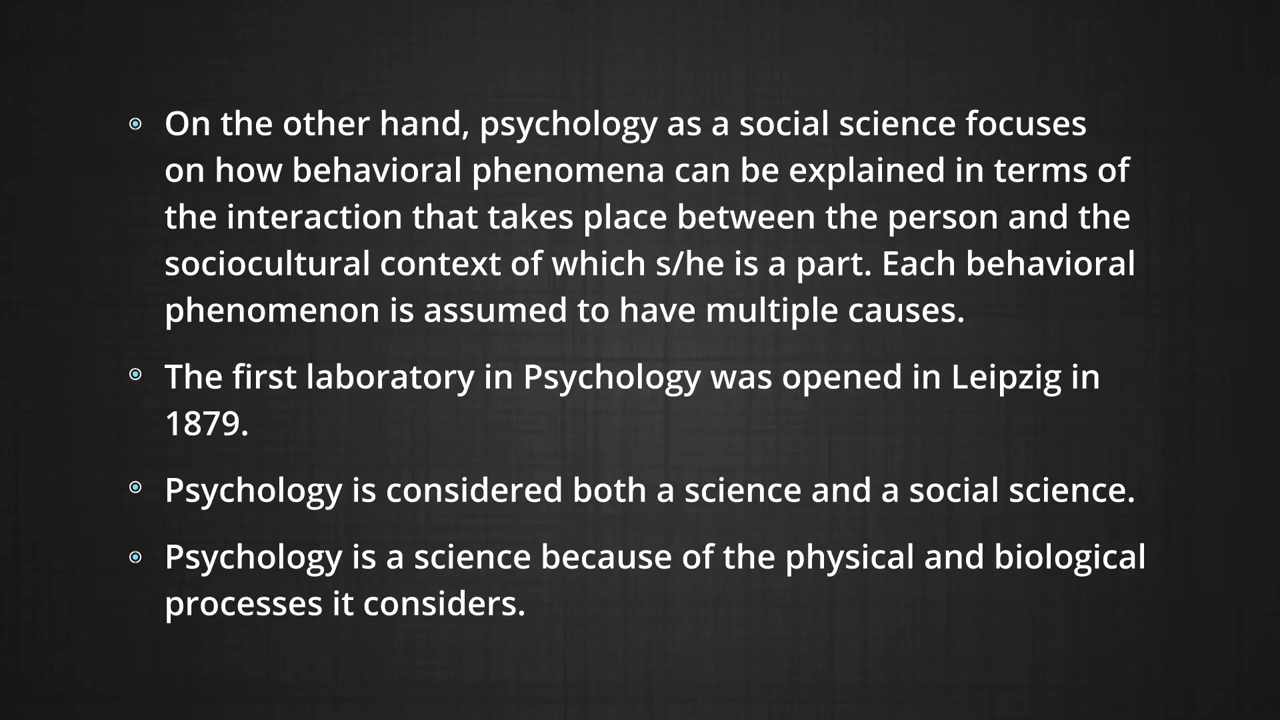 On the other hand, psychology as a social science focuses
on how behavioral phenomena can be explained in terms of
the interaction that takes place between the person and the
sociocultural context of which s/he is a part. Each behavioral
phenomenon is assumed to have multiple causes.
The first laboratory in Psychology was opened in Leipzig in
1879.
Psychology is considered both a science and a social science.
Psychology is a science because of the physical and biological
processes it considers.